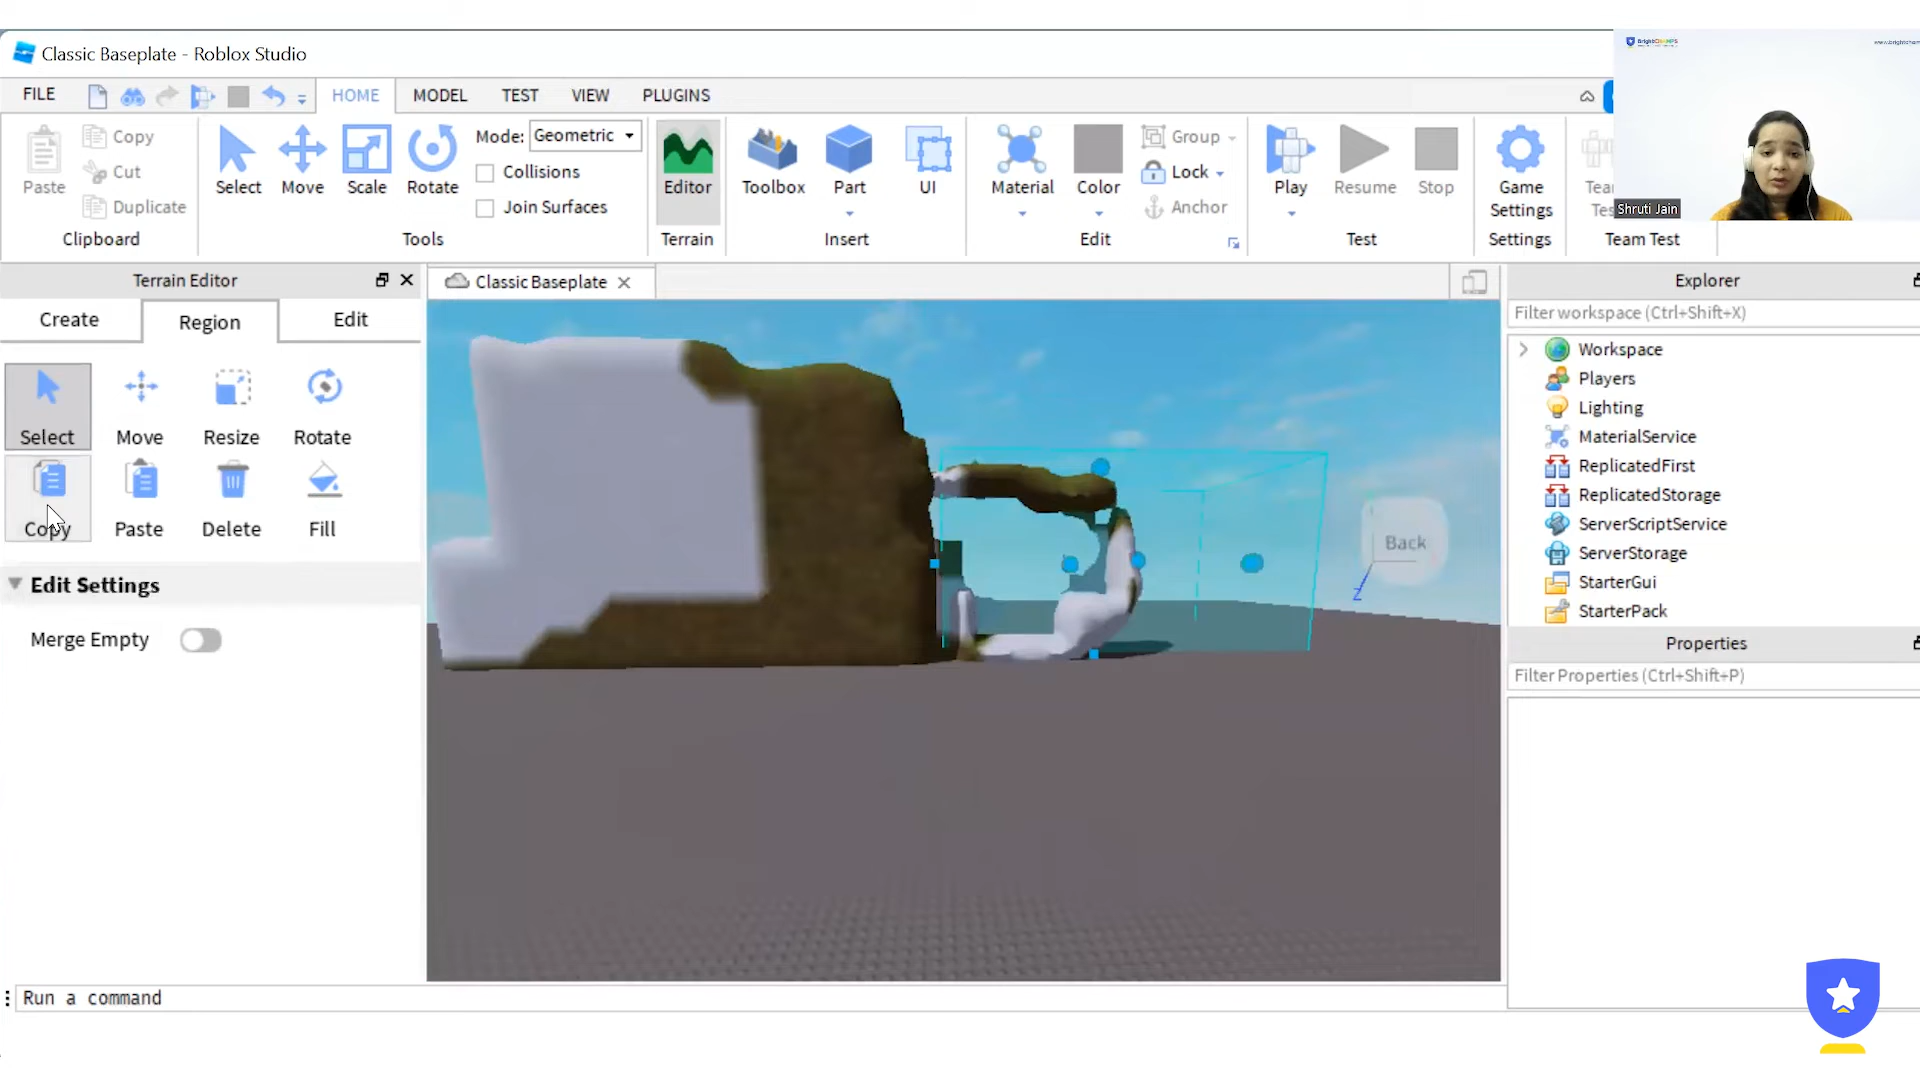 Classic Baseplate - Roblox Studio
BrightCHAMPS
FILE
HOME
MODEL
TEST
VIEW
PLUGINS
Paste
Copy
Cut
Duplicate
Clipboard
Select
Move
Scale
Rotate
Mode: Geometric
Collisions
Join Surfaces
Tools
Editor
Terrain
Toolbox
Part
UI
Insert
Material
Color
Group
Lock
Anchor
Edit
Play
Resume
Stop
Test
Game
Settings
Settings
Team Test
Shruti Jain
Terrain Editor
Create
Region
Edit
Select
Move
Resize
Rotate
Copy
Paste
Delete
Fill
Edit Settings
Merge Empty
Classic Baseplate
Back
Z
Explorer
Filter workspace (Ctrl+Shift+X)
Workspace
Players
Lighting
MaterialService
ReplicatedFirst
ReplicatedStorage
ServerScriptService
ServerStorage
StarterGui
StarterPack
Properties
Filter Properties (Ctrl+Shift+P)
Run a command